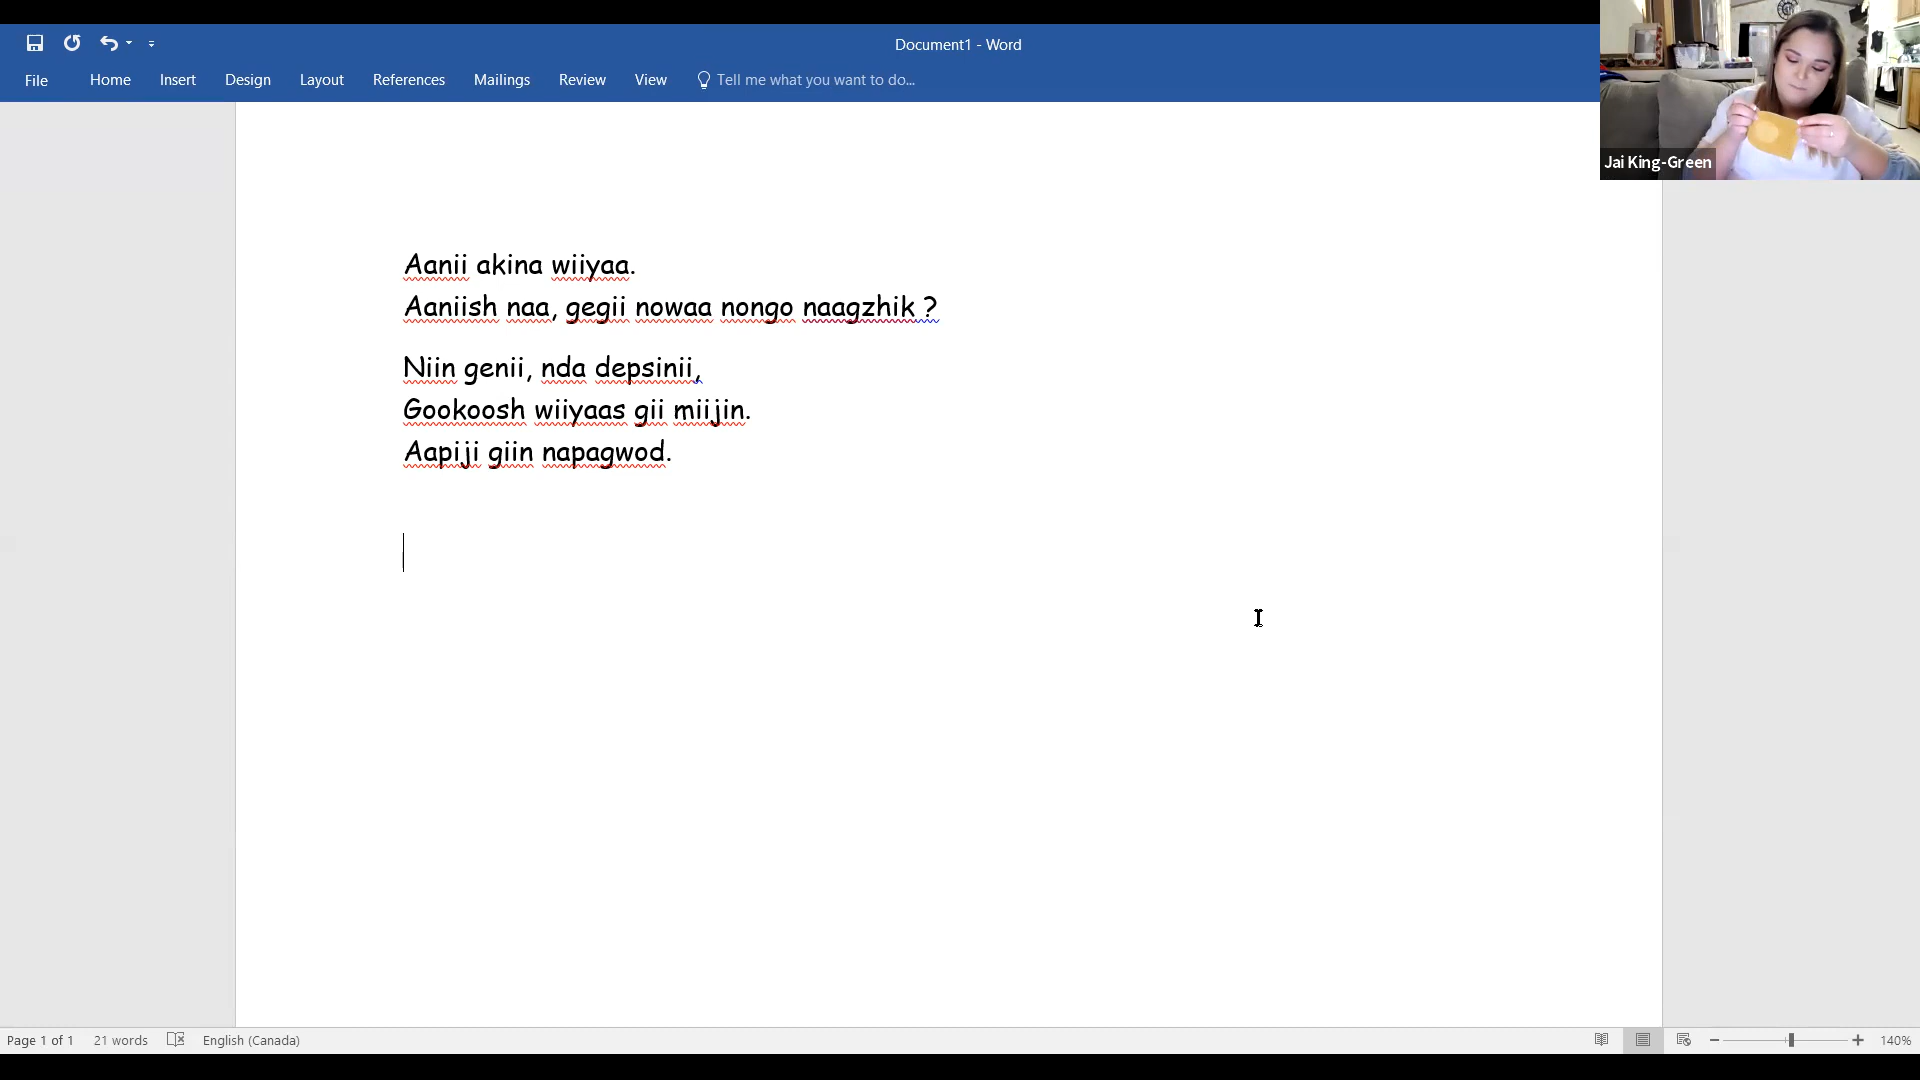 Document1 - Word
File Home Insert Design Layout References Mailings Review View Tell me what you want to do...
Jai King-Green
Aanii akina wiiyaa.
Aaniish naa, gegii nowaa nongo naagzhik ?
Niin genii, nda depsinii,
Gookoosh wiiyaas gii miijin.
Aapiji giin napagwod.
Page 1 of 1 21 words English (Canada) 140%